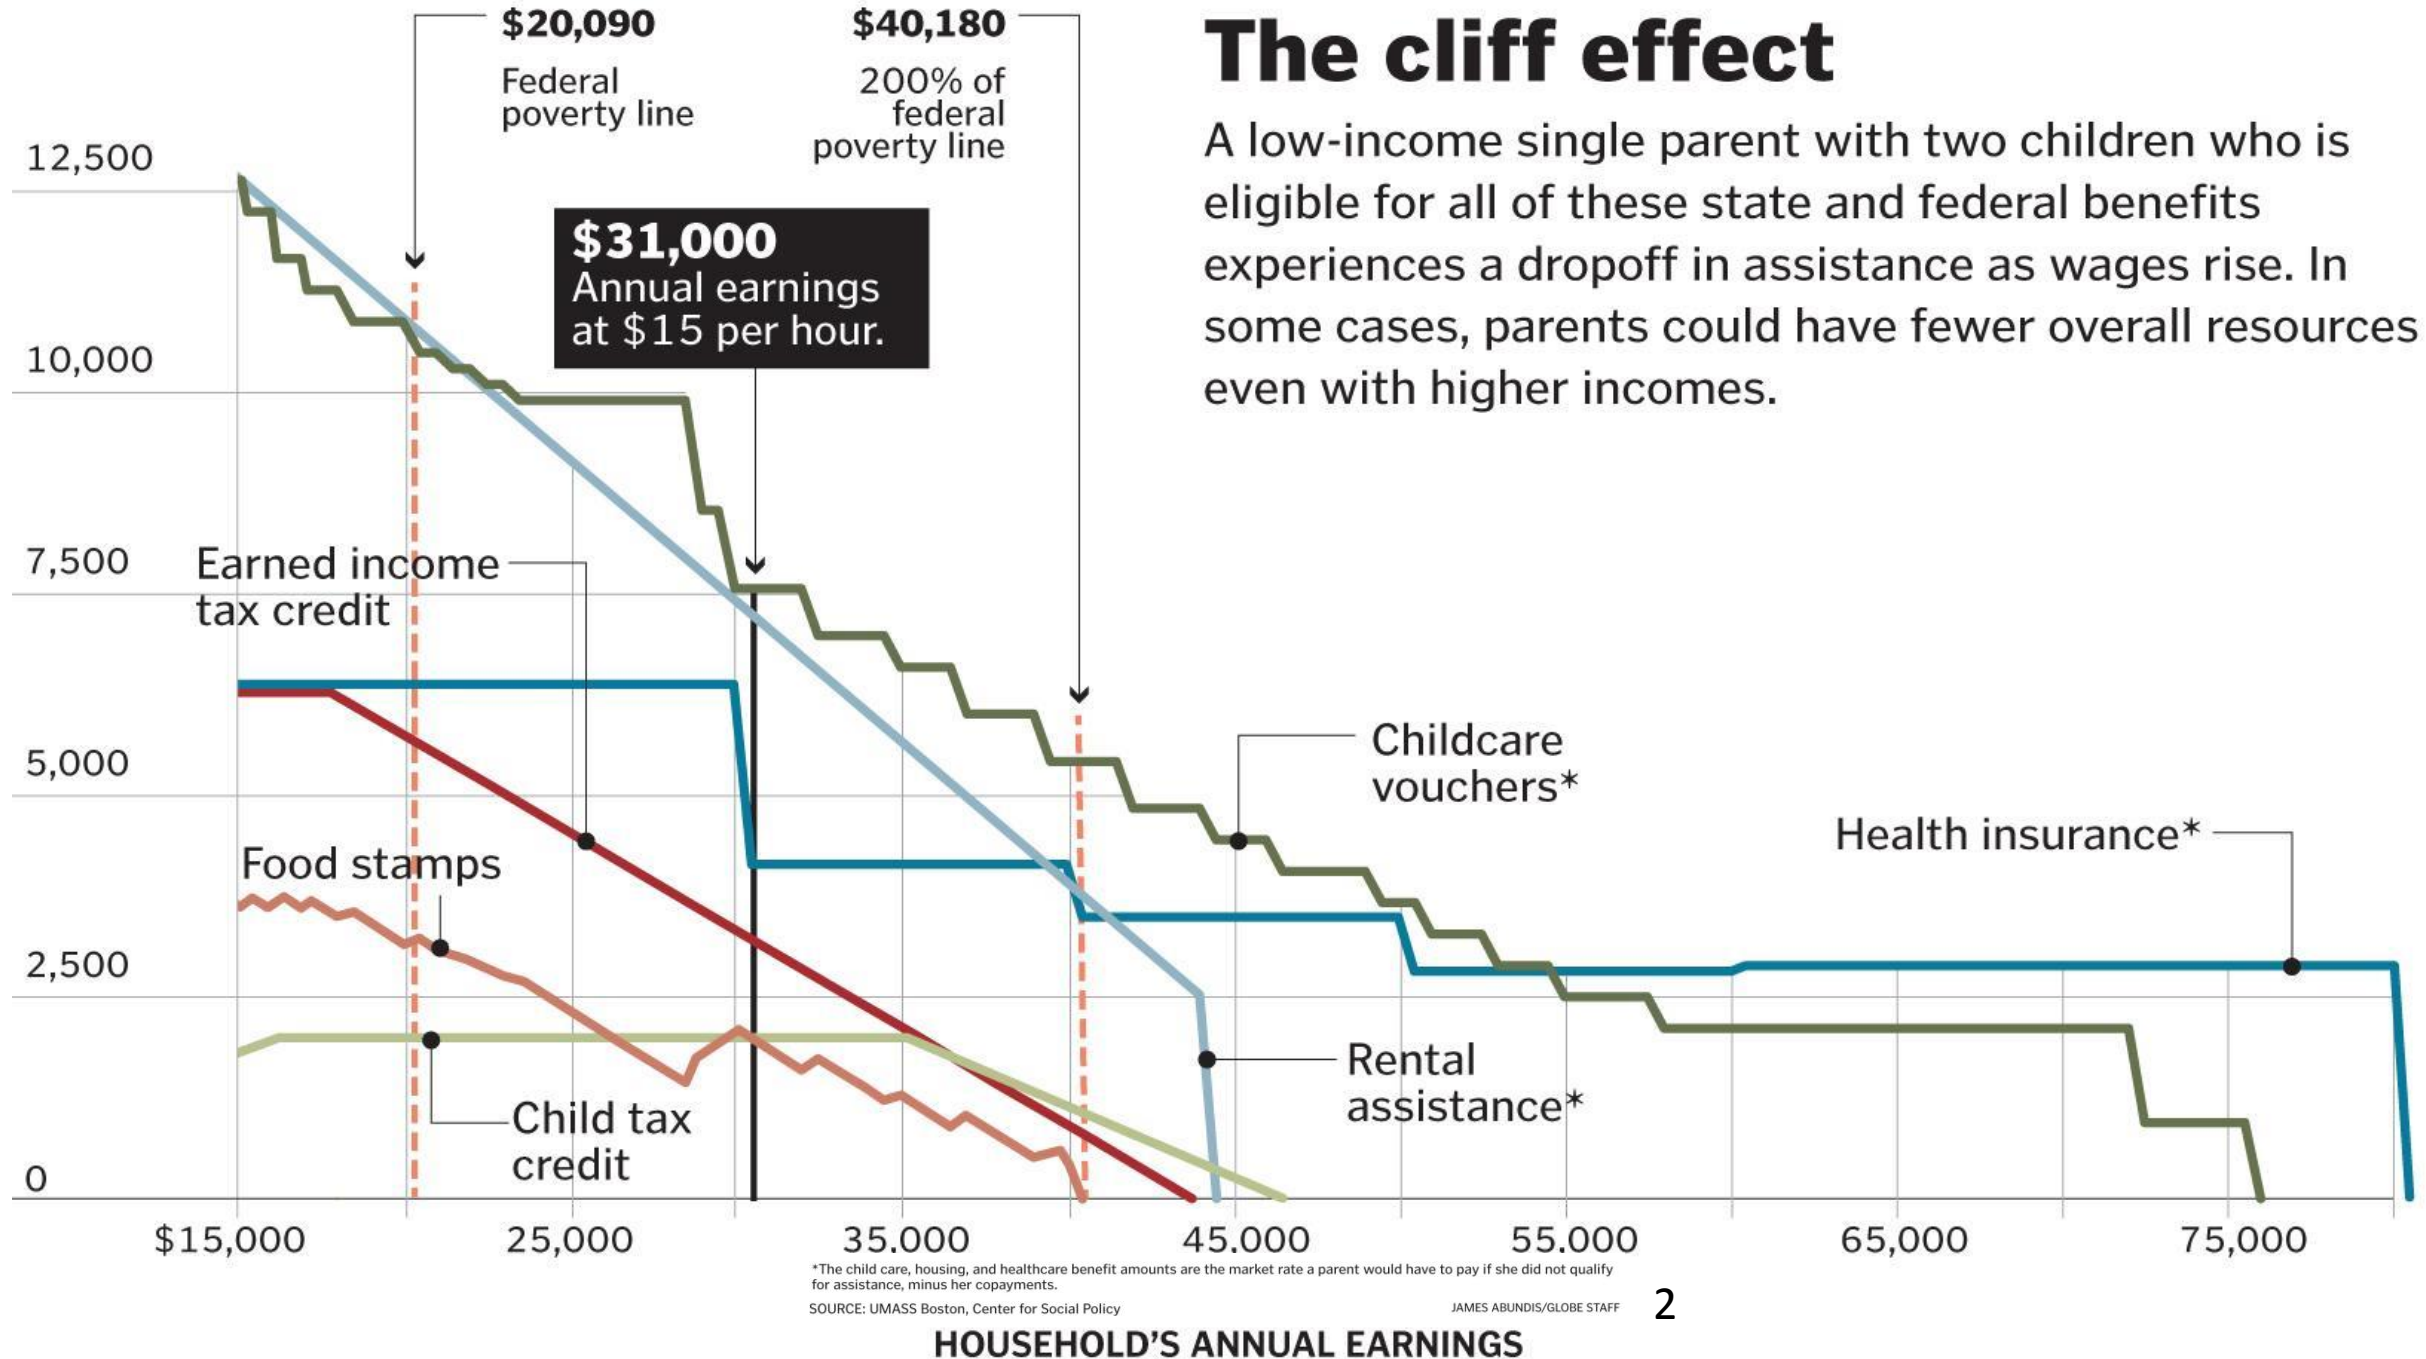 $20,090
Federal
poverty line
$40,180
200% of
federal
poverty line
The cliff effect
A low-income single parent with two children who is
eligible for all of these state and federal benefits
experiences a dropoff in assistance as wages rise. In
some cases, parents could have fewer overall resources
even with higher incomes.
$31,000
Annual earnings
at $15 per hour.
12,500
10,000
7,500
5,000
2,500
0
Earned income
tax credit
Food stamps
Child tax
credit
Childcare
vouchers*
Health insurance*
Rental
assistance*
$15,000
25,000
35.000
45.000
55.000
65,000
75,000
*The child care, housing, and healthcare benefit amounts are the market rate a parent would have to pay if she did not qualify
for assistance, minus her copayments.
SOURCE: UMASS Boston, Center for Social Policy
JAMES ABUNDIS/GLOBE STAFF
2
HOUSEHOLD'S ANNUAL EARNINGS